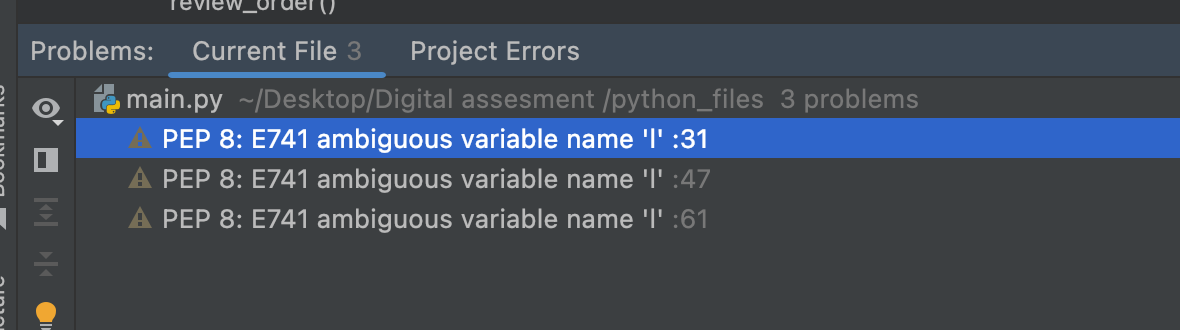 review_order()
Problems: Current File 3 Project Errors
main.py ~/Desktop/Digital assesment /python_files 3 problems
PEP 8: E741 ambiguous variable name 'l' :31
PEP 8: E741 ambiguous variable name 'l' :47
PEP 8: E741 ambiguous variable name 'l' :61